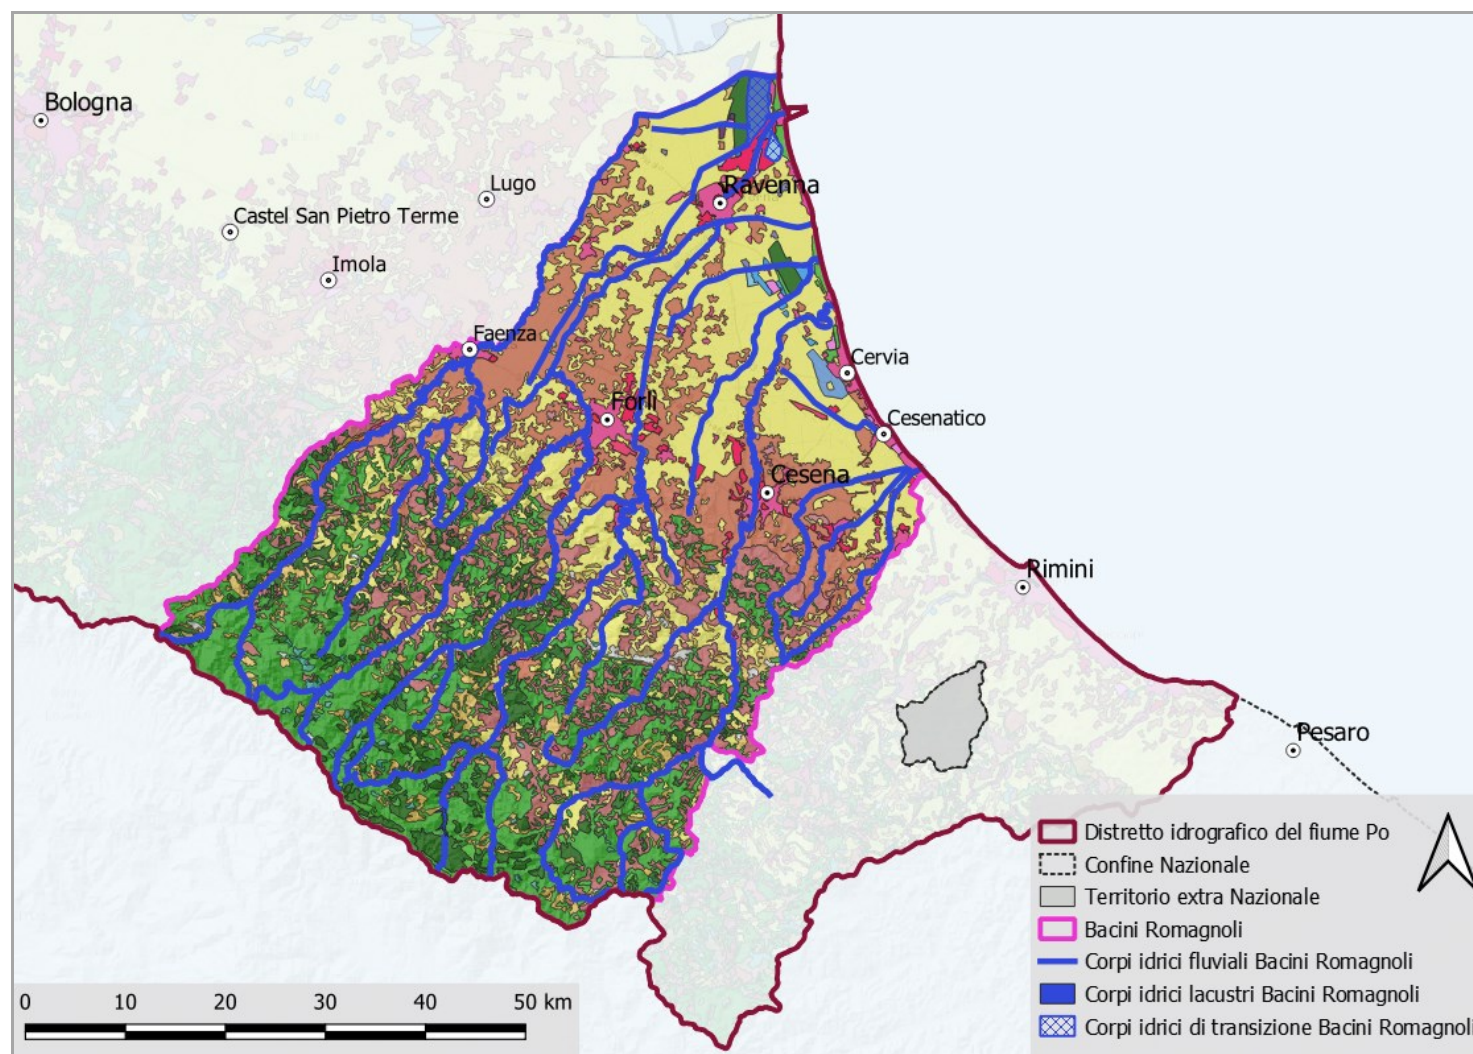 Bologna
Lugo
Castel San Pietro Terme
Imola
Ravenna
Faenza
Cervia
Forlì
Cesenatico
Cesena
Rimini
Pesaro
Distretto idrografico del fiume Po
Confine Nazionale
Territorio extra Nazionale
Bacini Romagnoli
Corpi idrici fluviali Bacini Romagnoli
Corpi idrici lacustri Bacini Romagnoli
Corpi idrici di transizione Bacini Romagnoli
0 10 20 30 40 50 km